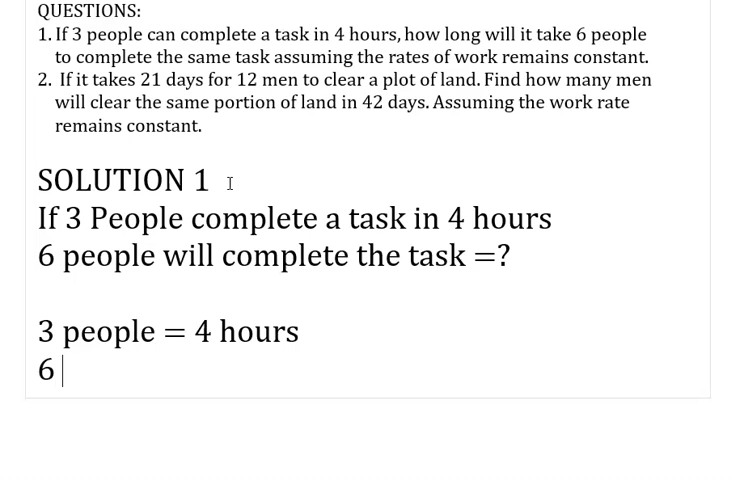 QUESTIONS:
1. If 3 people can complete a task in 4 hours, how long will it take 6 people
to complete the same task assuming the rates of work remains constant.
2. If it takes 21 days for 12 men to clear a plot of land. Find how many men
will clear the same portion of land in 42 days. Assuming the work rate
remains constant.
SOLUTION 1
If 3 People complete a task in 4 hours
6 people will complete the task =?
3 people = 4 hours
6